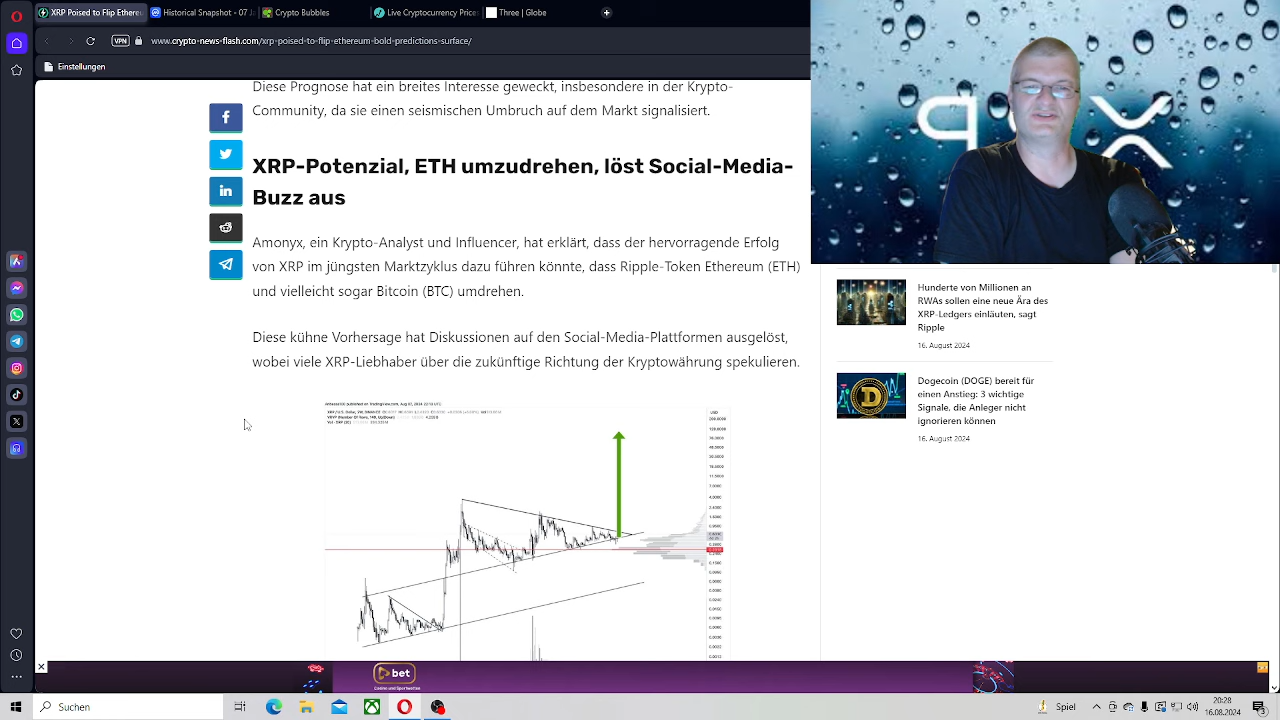 XRP Poised to Flip Ethereu
Historical Snapshot - 07 Ja
Crypto Bubbles
Live Cryptocurrency Prices
Three | Globe
VPN
www.crypto-news-flash.com/xrp-poised-to-flip-ethereum-bold-predictions-surface/
Einstellungen
Diese Prognose hat ein breites Interesse geweckt, insbesondere in der Krypto-
Community, da sie einen seismischen Umbruch auf dem Markt signalisiert.
XRP-Potenzial, ETH umzudrehen, löst Social-Media-
Buzz aus
Amonyx, ein Krypto-Analyst und Influencer, hat erklärt, dass der hervorragende Erfolg
von XRP im jüngsten Marktzyklus dazu führen könnte, dass Ripple-Token Ethereum (ETH)
und vielleicht sogar Bitcoin (BTC) umdrehen.
Diese kühne Vorhersage hat Diskussionen auf den Social-Media-Plattformen ausgelöst,
wobei viele XRP-Liebhaber über die zukünftige Richtung der Kryptowährung spekulieren.
Hunderte von Millionen an
RWAs sollen eine neue Ära des
XRP-Ledgers einläuten, sagt
Ripple
16. August 2024
Dogecoin (DOGE) bereit für
einen Anstieg: 3 wichtige
Signale, die Anleger nicht
ignorieren können
16. August 2024
USD
bet
Casino und Sportwetten
Suchen
Spiel
20:28
16.08.2024